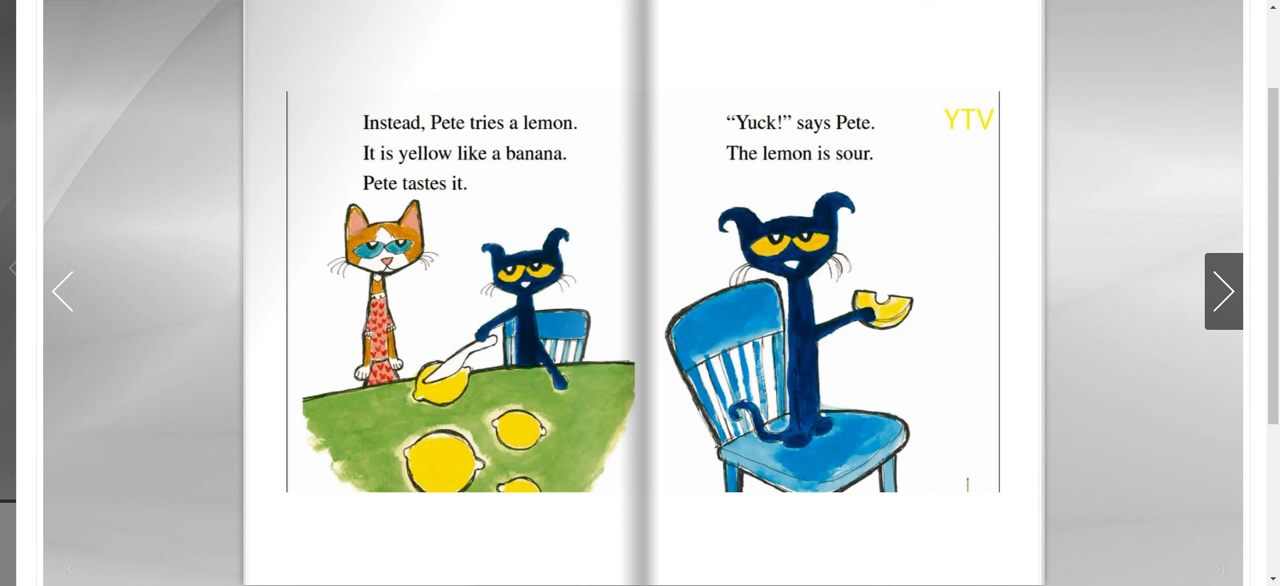 Instead, Pete tries a lemon.
It is yellow like a banana.
Pete tastes it.
“Yuck!” says Pete.
The lemon is sour.
YTV